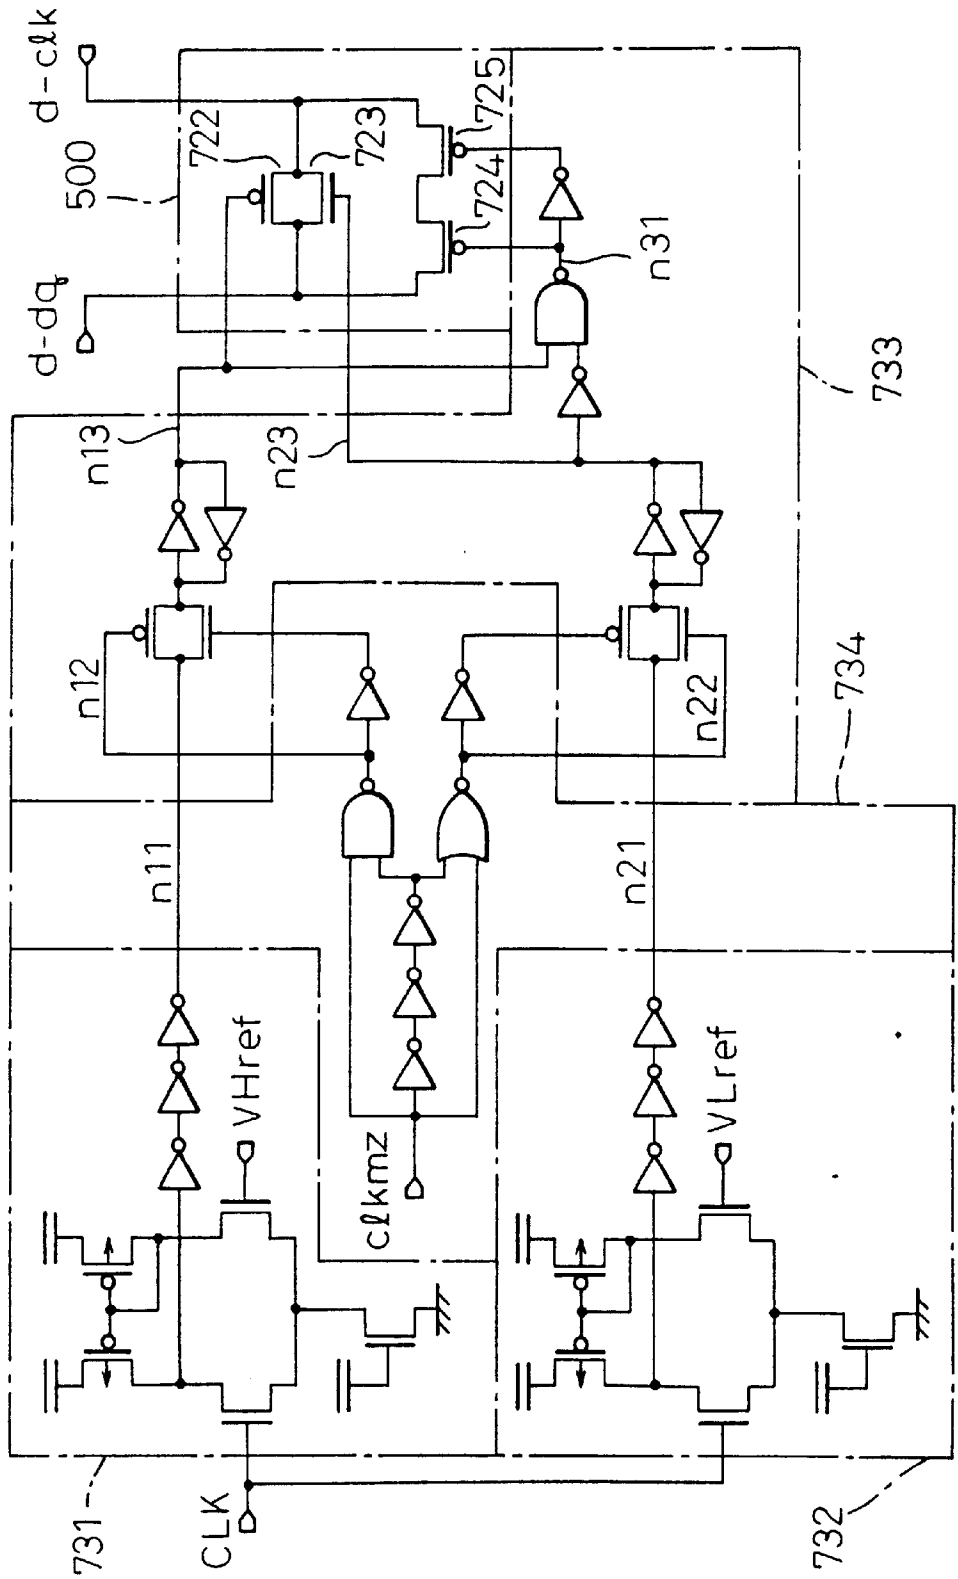 731
CLK
VHref
n11
n12
n13
d-dq
500
d-clk
722
723
n23
724
725
n31
733
clkmz
732
VLref
n21
n22
734